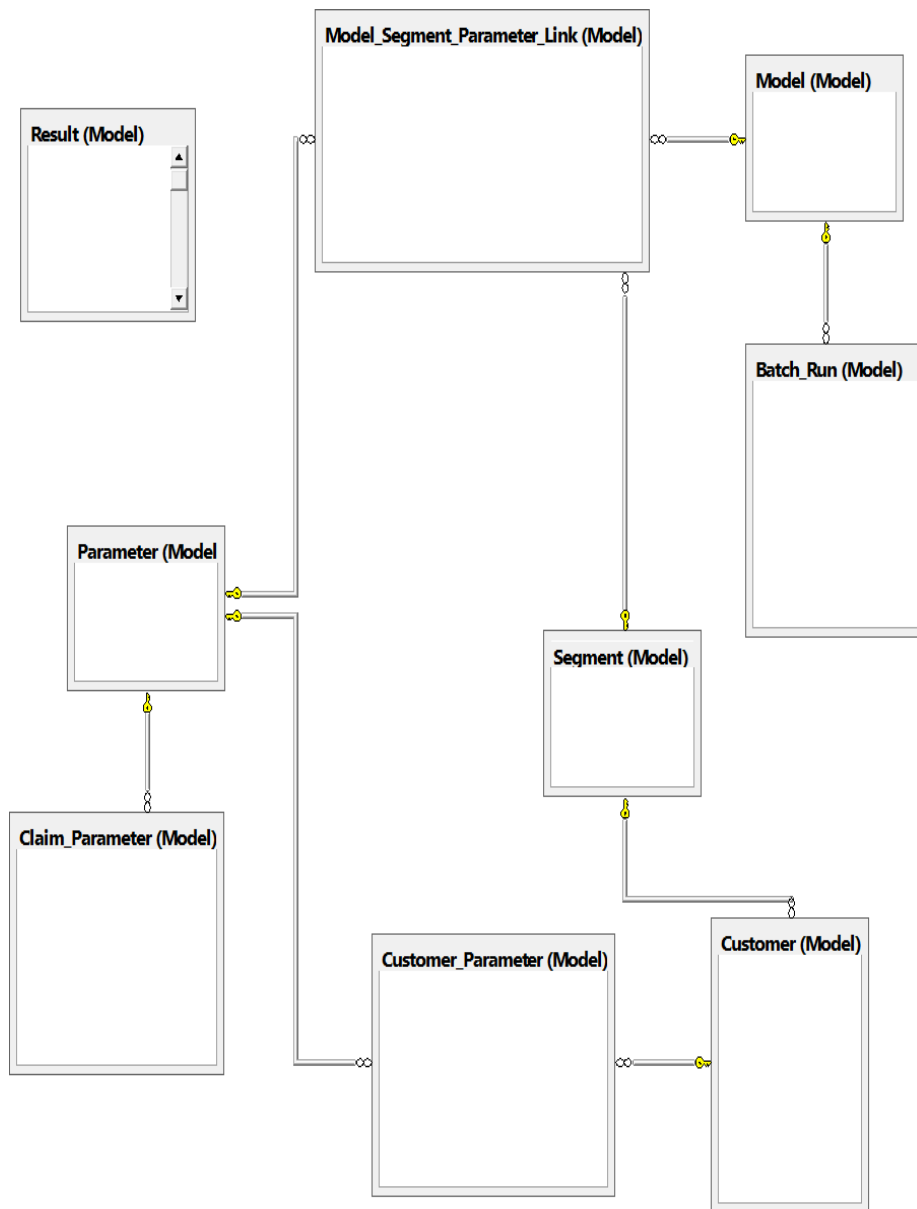 Model_Segment_Parameter_Link (Model)
Model (Model)
Result (Model)
Batch_Run (Model)
Parameter (Model
Segment (Model)
Claim_Parameter (Model)
Customer (Model)
Customer_Parameter (Model)